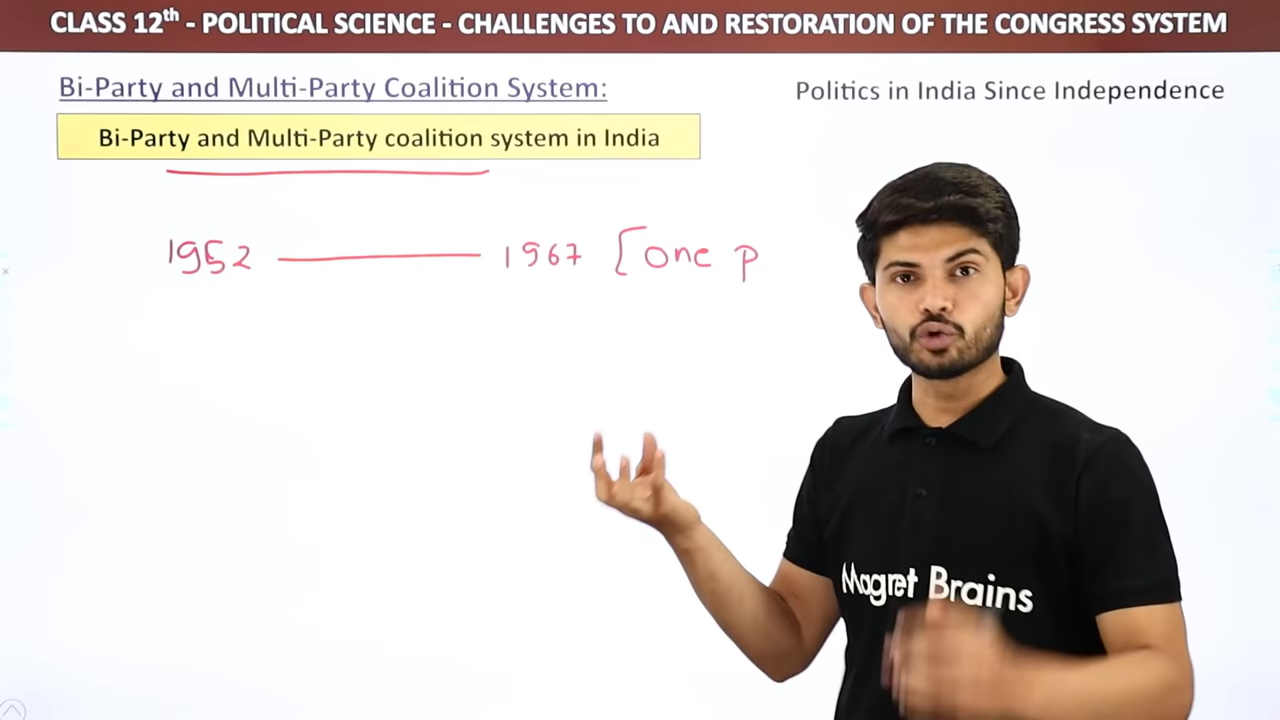 CLASS 12th - POLITICAL SCIENCE - CHALLENGES TO AND RESTORATION OF THE CONGRESS SYSTEM
Bi-Party and Multi-Party Coalition System:
Politics in India Since Independence
Bi-Party and Multi-Party coalition system in India
1952 — 1967 [one p
Magnet Brains